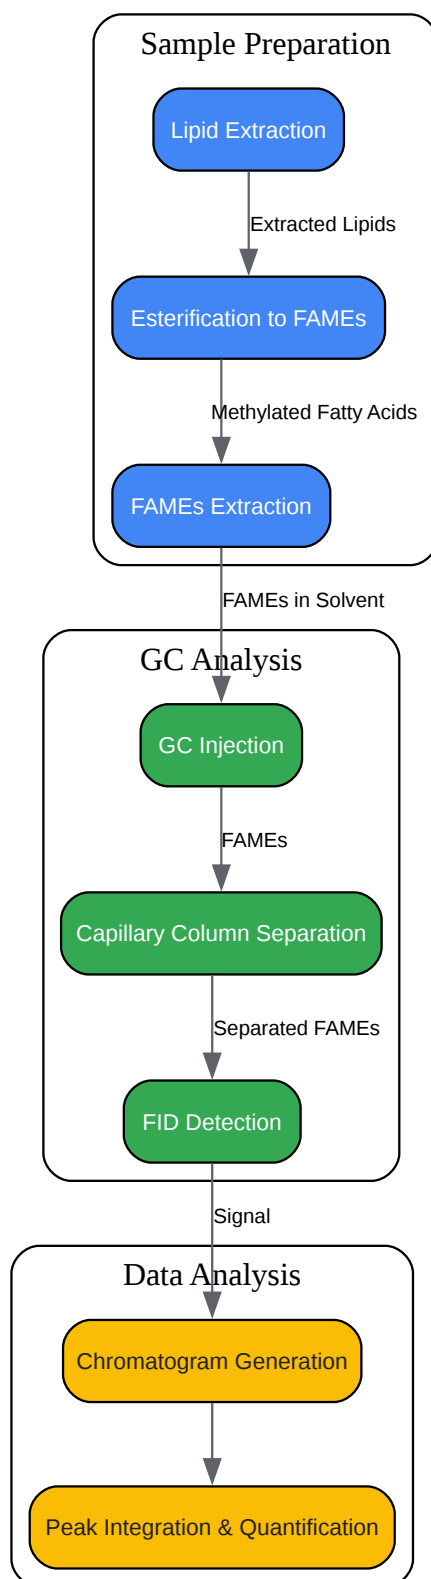 Sample Preparation
Lipid Extraction
Extracted Lipids
Esterification to FAMEs
Methylated Fatty Acids
FAMEs Extraction
FAMEs in Solvent
GC Analysis
GC Injection
FAMEs
Capillary Column Separation
Separated FAMEs
FID Detection
Signal
Data Analysis
Chromatogram Generation
Peak Integration & Quantification